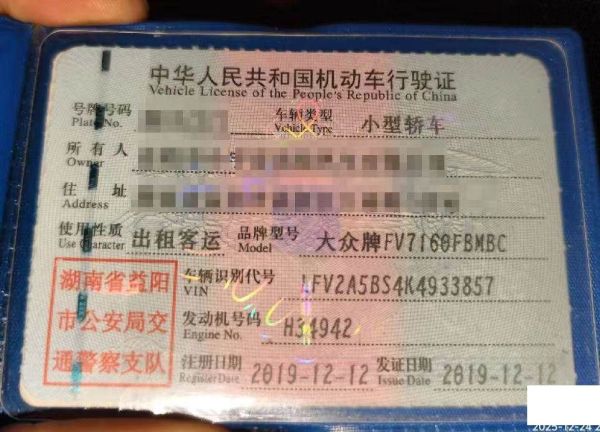 中华人民共和国机动车行驶证
Vehicle License of the People's Republic of China
号牌号码 车辆类型 小型轿车
Plate No. Vehicle Type
所有人
Owner
住址
Address
使用性质 出租客运 品牌型号 大众牌FV7160FBMBC
Use Character Model
湖南省益阳 车辆识别代号 LFV2A5BS4K4933857
VIN
市公安局交 发动机号码 H34942
Engine No.
通警察支队 注册日期 2019-12-12 发证日期 2019-12-12
Register Date Issue Date
2025-12-24 2